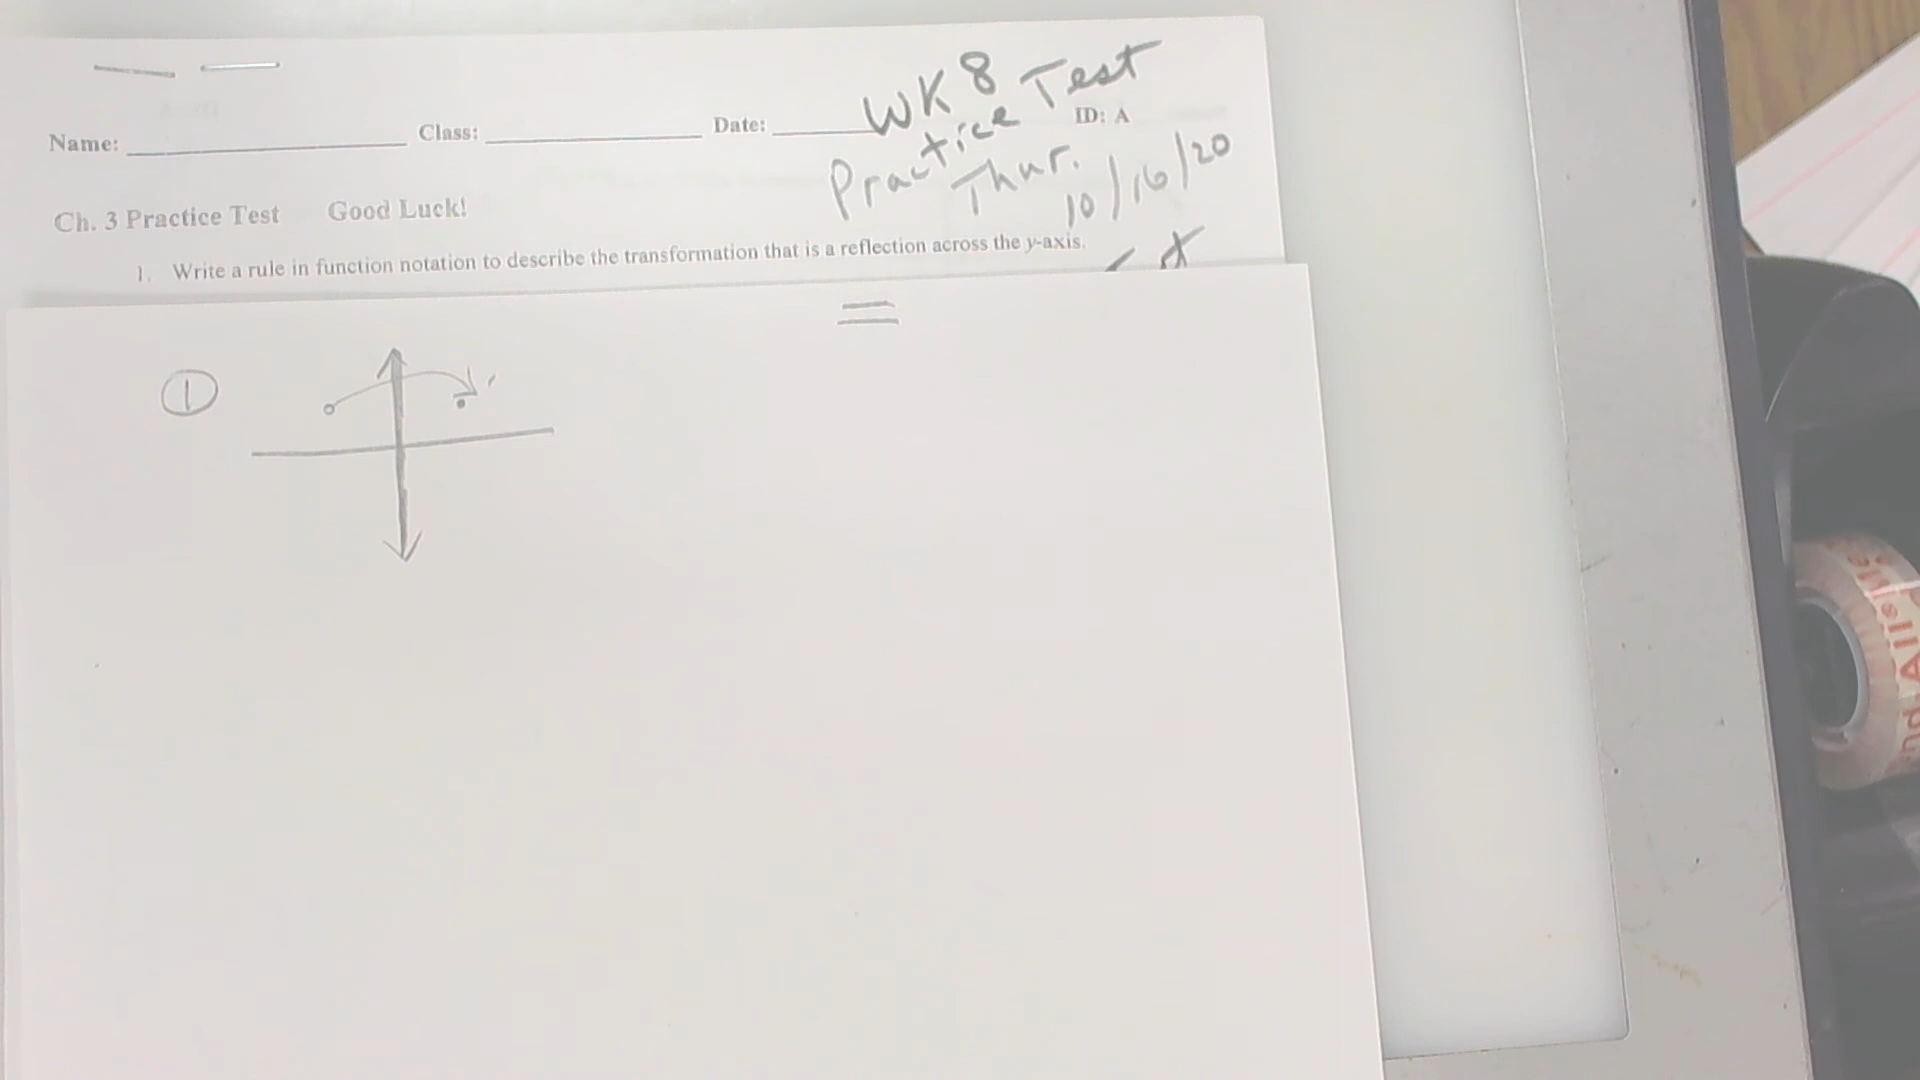 WK 8
Practice Test
Thur.
10/16/20
Name: Class: Date: ID: A
Ch. 3 Practice Test Good Luck!
1. Write a rule in function notation to describe the transformation that is a reflection across the y-axis.
=
1